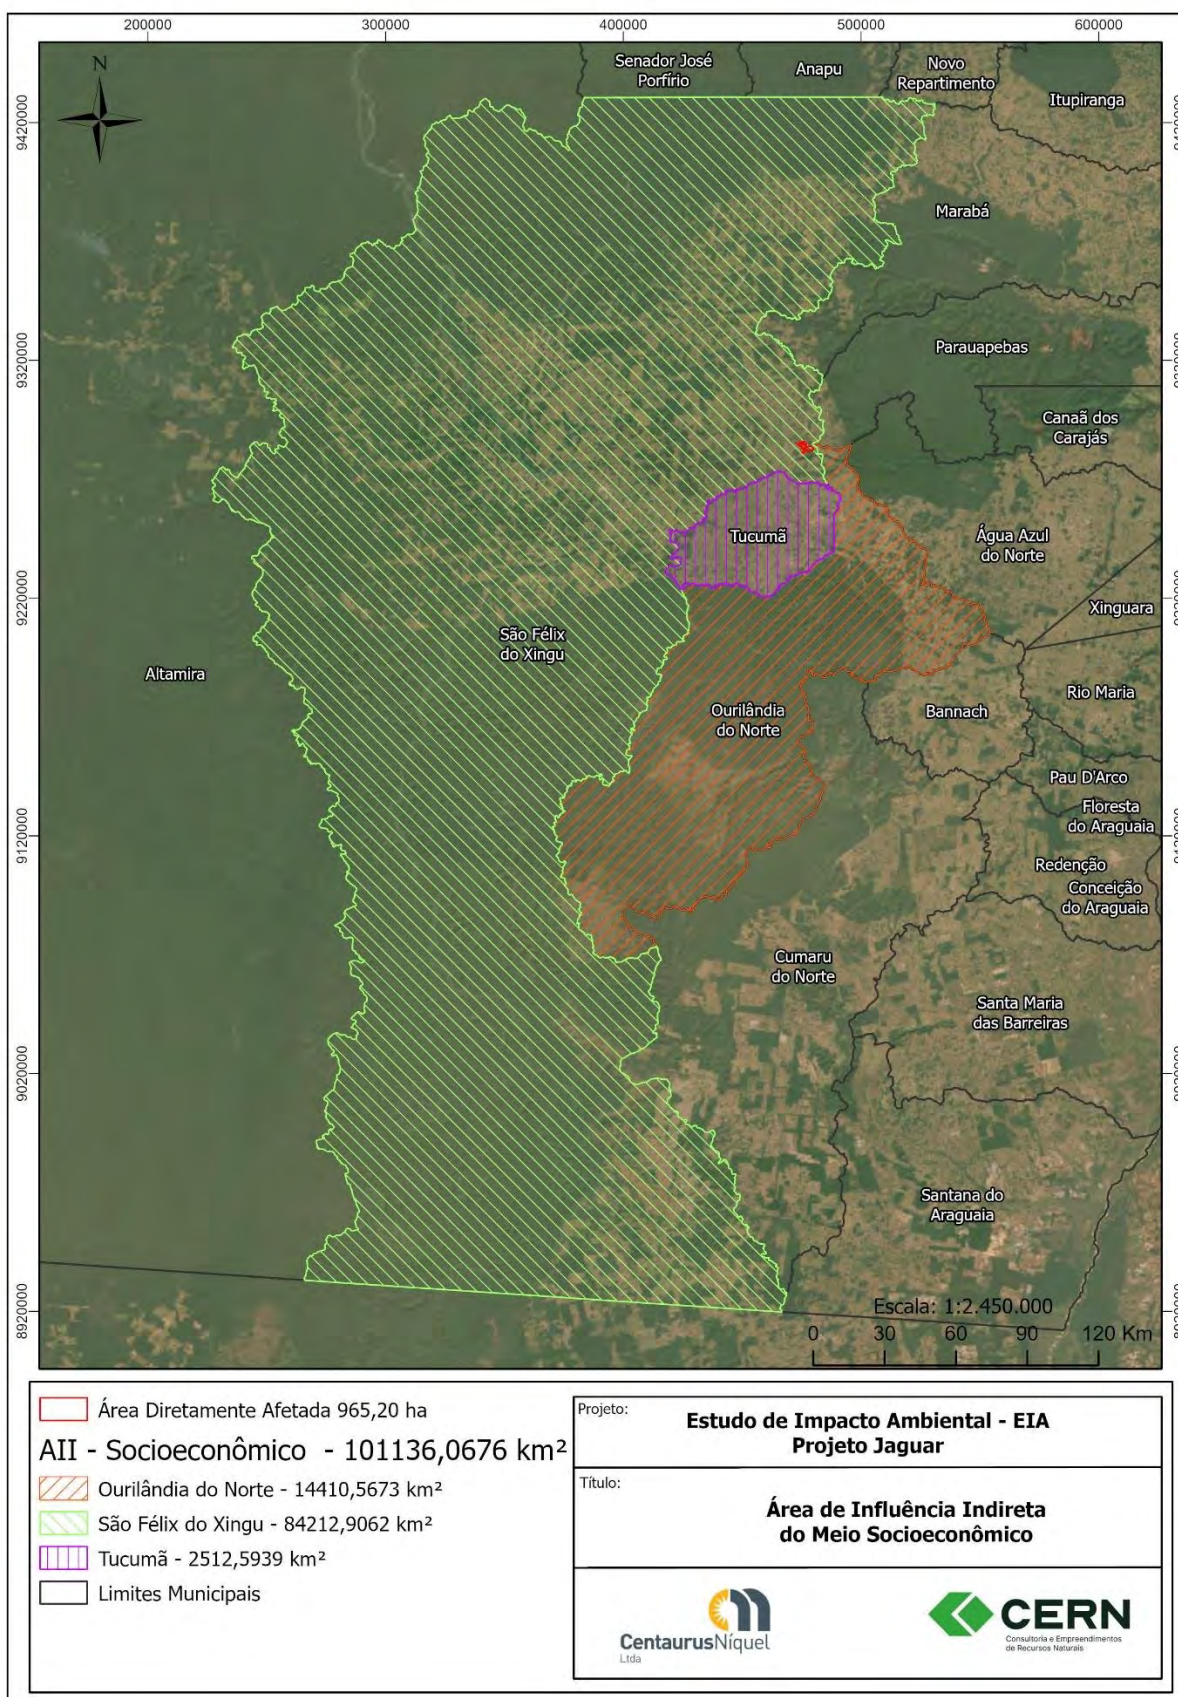 200000
300000
400000
500000
600000
N
Senador José
Porfírio
Anapu
Novo
Repartimento
Itupiranga
9420000
9420000
Marabá
Parauapebas
9320000
9320000
Canaã dos
Carajás
Tucumã
Água Azul
do Norte
9220000
9220000
Xinguara
São Félix
do Xingu
Altamira
Rio Maria
Ourilândia
do Norte
Bannach
Pau D'Arco
Floresta
do Araguaia
9120000
9120000
Redenção
Conceição
do Araguaia
Cumaru
do Norte
Santa Maria
das Barreiras
9020000
9020000
Santana do
Araguaia
8920000
8920000
Escala: 1:2.450.000
0 30 60 90 120 Km
Área Diretamente Afetada 965,20 ha
AII - Socioeconômico - 101136,0676 km²
Ourilândia do Norte - 14410,5673 km²
São Félix do Xingu - 84212,9062 km²
Tucumã - 2512,5939 km²
Limites Municipais
Projeto:
Estudo de Impacto Ambiental - EIA
Projeto Jaguar
Título:
Área de Influência Indireta
do Meio Socioeconômico
CentaurusNíquel
Ltda
CERN
Consultoria e Empreendimentos
de Recursos Naturais